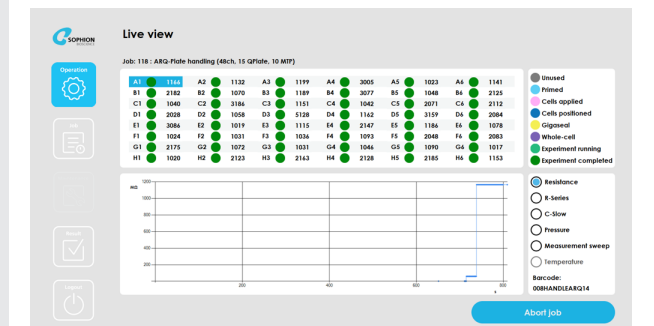 SOPHION
Live view
Job: 118 : ARQ-Plate handling (48ch, 15 QPlate, 10 MTP)
Operation
A1 1166 A2 1132 A3 1199 A4 3005 A5 1023 A6 1141
B1 2182 B2 1070 B3 1189 B4 3077 B5 1048 B6 2125
C1 1040 C2 3186 C3 1151 C4 1042 C5 2071 C6 2112
D1 2028 D2 1058 D3 5128 D4 1162 D5 3159 D6 2084
E1 3086 E2 1019 E3 1115 E4 2147 E5 1186 E6 1078
F1 1024 F2 1031 F3 1036 F4 1093 F5 2048 F6 2083
G1 2175 G2 1072 G3 1031 G4 1046 G5 1090 G6 1017
H1 1020 H2 2123 H3 2163 H4 2128 H5 2185 H6 1153
Unused
Primed
Cells applied
Cells positioned
Gigaseal
Whole-cell
Experiment running
Experiment completed
Job
Result
Logout
MΩ
1200
1000
800
600
400
200
200 400 600 800
s
Resistance
R-Series
C-Slow
Pressure
Measurement sweep
Temperature
Barcode:
008HANDLEARQ14
Abort job